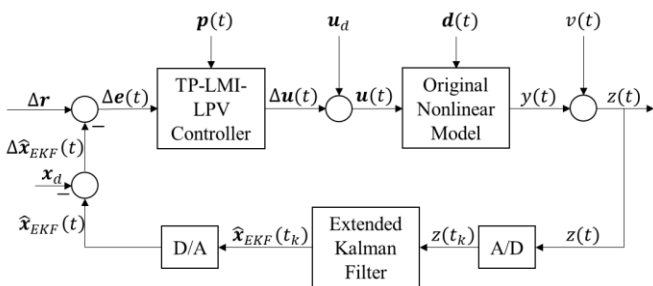 𝒑(t)
𝒖_d
𝒅(t)
v(t)
Δ𝒓
Δ𝒆(t)
TP-LMI-
LPV
Controller
Δ𝒖(t)
𝒖(t)
Original
Nonlinear
Model
y(t)
z(t)
−
Δ𝒙̂_EKF(t)
𝒙_d
−
𝒙̂_EKF(t)
D/A
𝒙̂_EKF(t_k)
Extended
Kalman
Filter
z(t_k)
A/D
z(t)